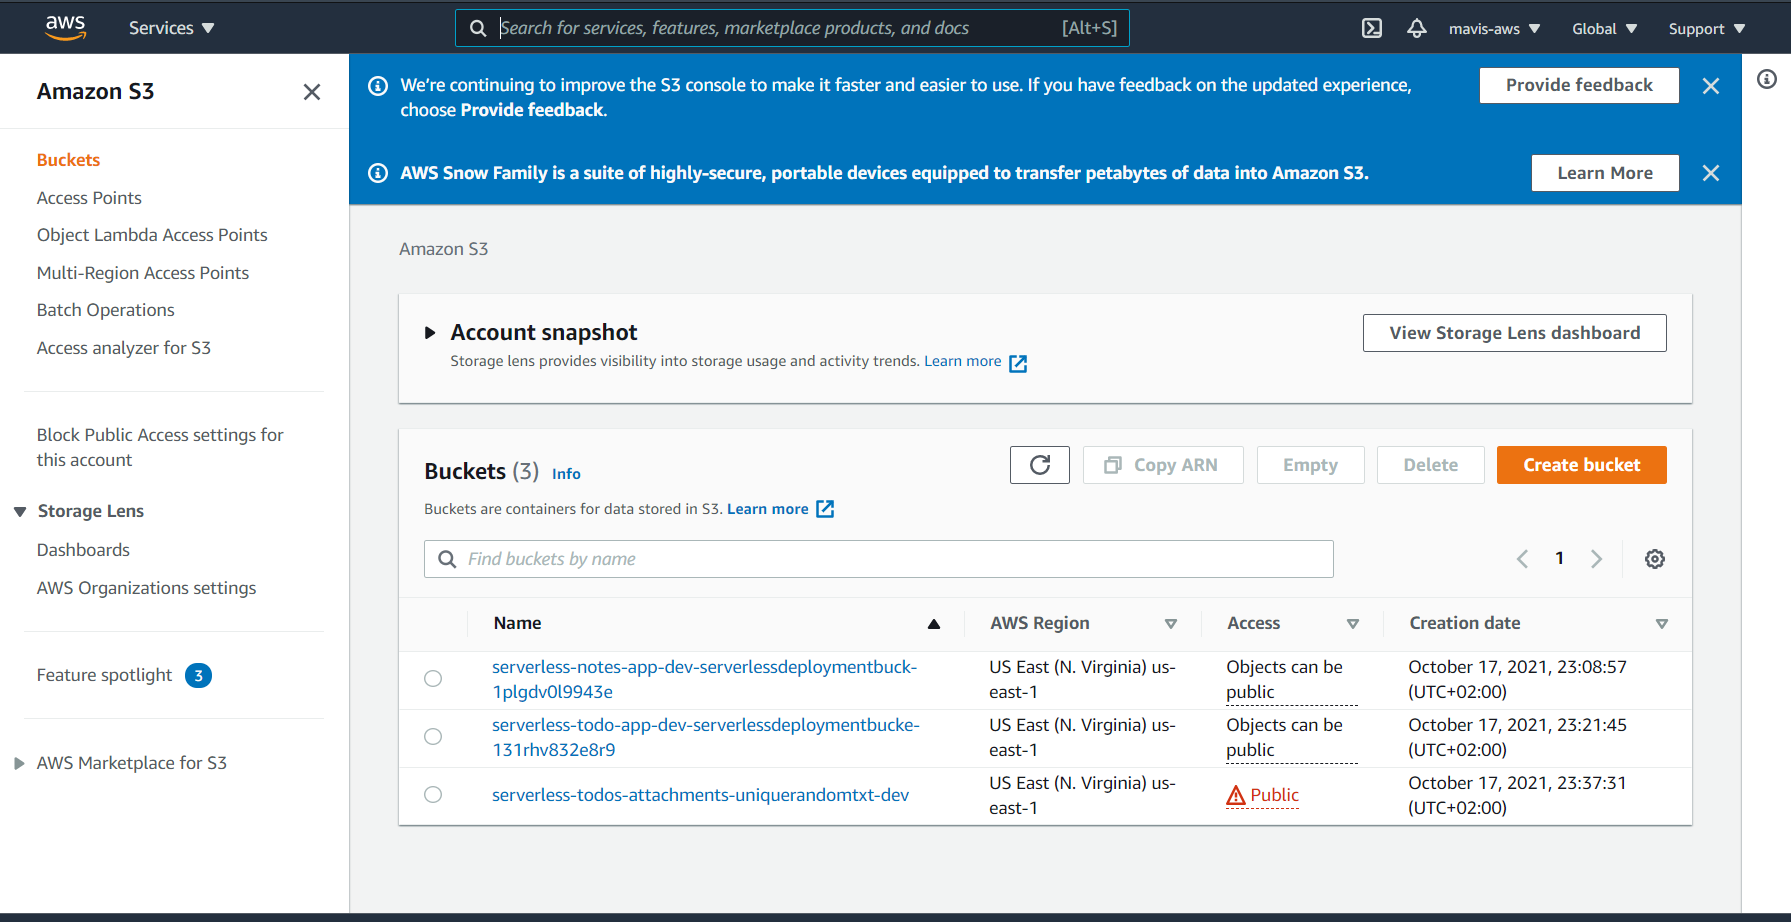 aws
Services
Search for services, features, marketplace products, and docs
[Alt+S]
mavis-aws
Global
Support
Amazon S3
Buckets
Access Points
Object Lambda Access Points
Multi-Region Access Points
Batch Operations
Access analyzer for S3
Block Public Access settings for
this account
Storage Lens
Dashboards
AWS Organizations settings
Feature spotlight 3
AWS Marketplace for S3
We're continuing to improve the S3 console to make it faster and easier to use. If you have feedback on the updated experience,
choose Provide feedback.
Provide feedback
AWS Snow Family is a suite of highly-secure, portable devices equipped to transfer petabytes of data into Amazon S3.
Learn More
Amazon S3
Account snapshot
Storage lens provides visibility into storage usage and activity trends. Learn more
View Storage Lens dashboard
Buckets (3) Info
Copy ARN
Empty
Delete
Create bucket
Buckets are containers for data stored in S3. Learn more
Find buckets by name
1
Name
AWS Region
Access
Creation date
serverless-notes-app-dev-serverlessdeploymentbuck-
1plgdv0l9943e
US East (N. Virginia) us-
east-1
Objects can be
public
October 17, 2021, 23:08:57
(UTC+02:00)
serverless-todo-app-dev-serverlessdeploymentbucke-
131rhv832e8r9
US East (N. Virginia) us-
east-1
Objects can be
public
October 17, 2021, 23:21:45
(UTC+02:00)
serverless-todos-attachments-uniquerandomtxt-dev
US East (N. Virginia) us-
east-1
Public
October 17, 2021, 23:37:31
(UTC+02:00)